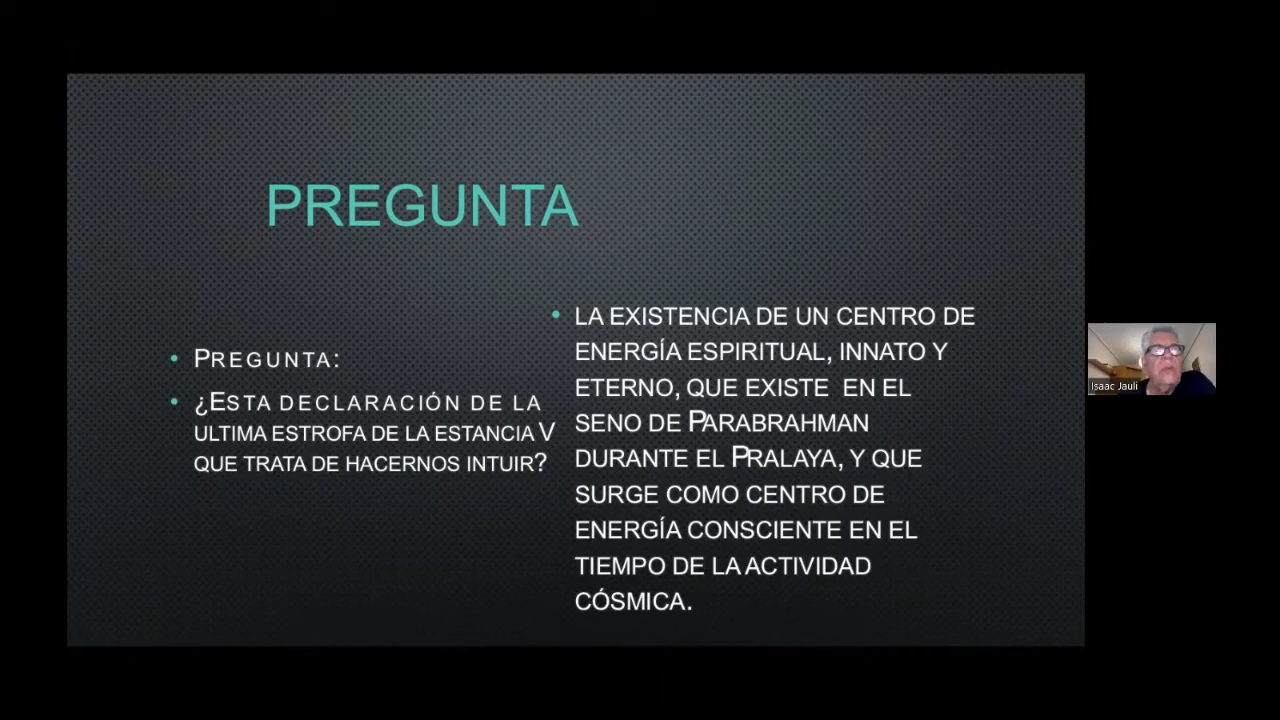 PREGUNTA
• PREGUNTA:
• ¿ESTA DECLARACIÓN DE LA
ULTIMA ESTROFA DE LA ESTANCIA V
QUE TRATA DE HACERNOS INTUIR?
• LA EXISTENCIA DE UN CENTRO DE
ENERGÍA ESPIRITUAL, INNATO Y
ETERNO, QUE EXISTE EN EL
SENO DE PARABRAHMAN
DURANTE EL PRALAYA, Y QUE
SURGE COMO CENTRO DE
ENERGÍA CONSCIENTE EN EL
TIEMPO DE LA ACTIVIDAD
CÓSMICA.
Isaac Jauli